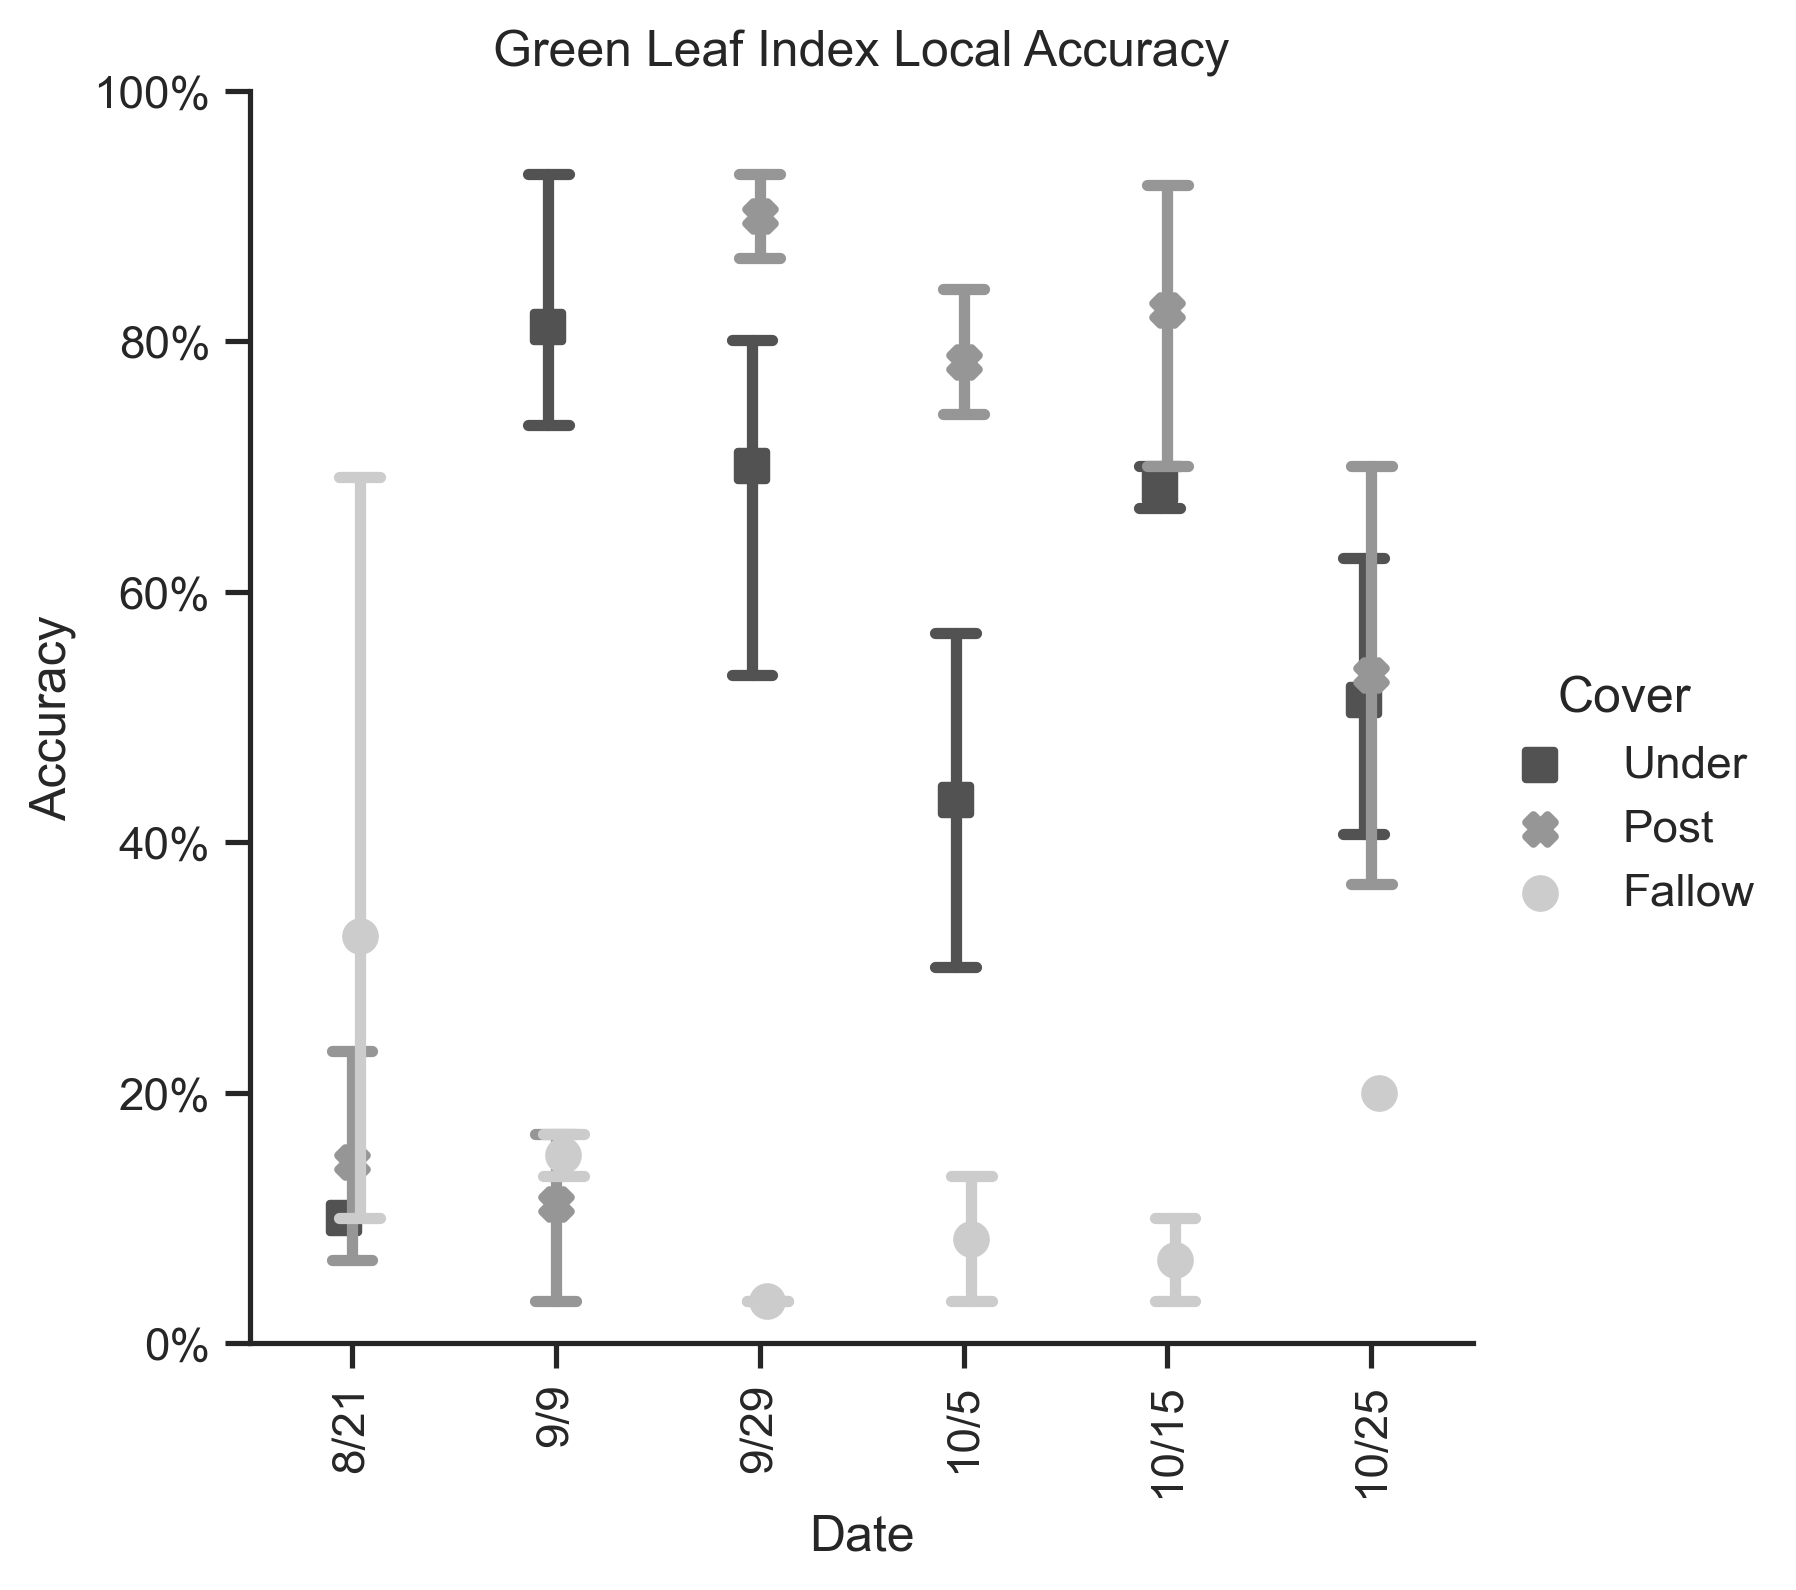 Green Leaf Index Local Accuracy
100%
80%
60%
40%
20%
0%
Accuracy
8/21
9/9
9/29
10/5
10/15
10/25
Date
Cover
Under
Post
Fallow